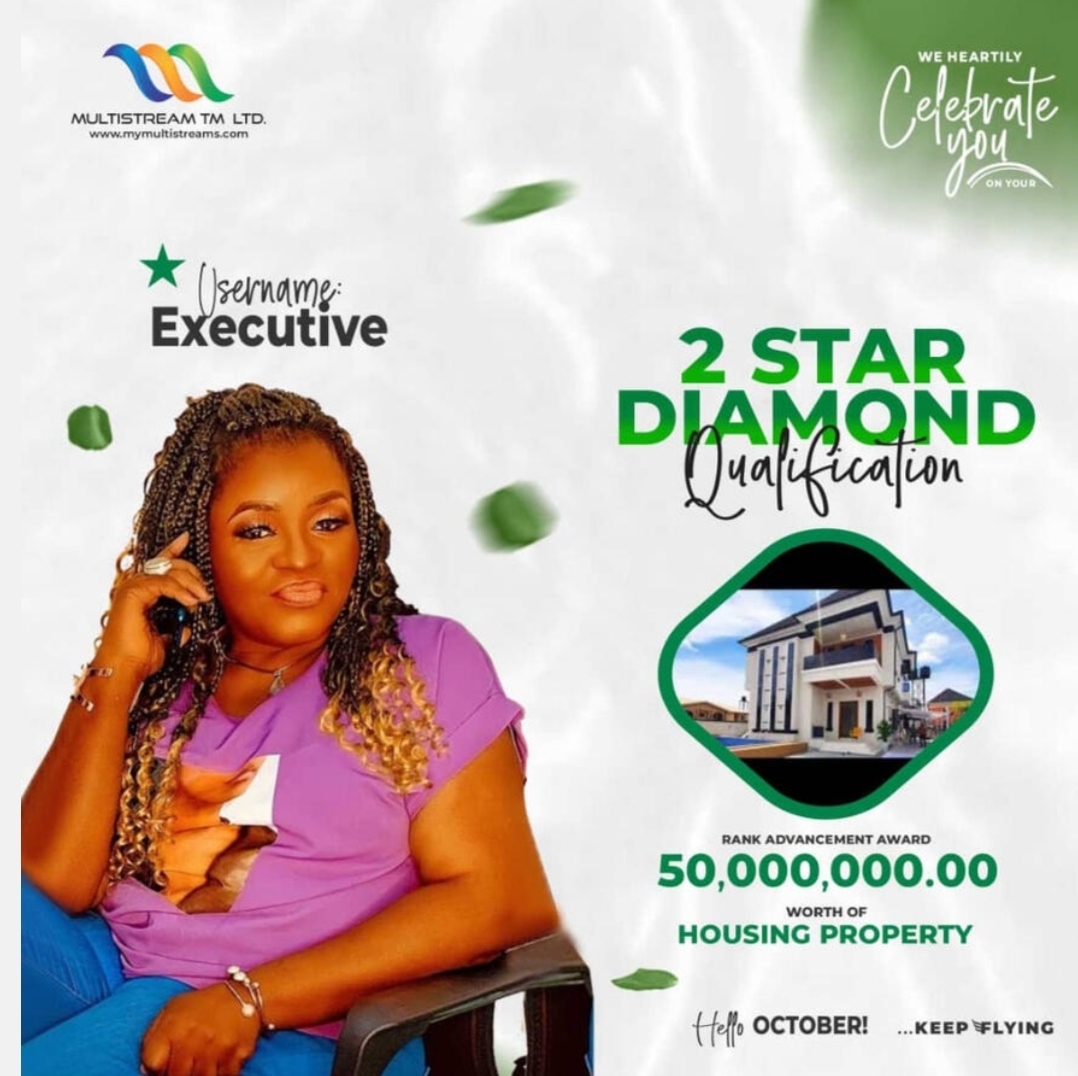 MULTISTREAM TM LTD.
www.mymultistreams.com
WE HEARTILY
Celebrate
you
ON YOUR
Username:
Executive
2 STAR
DIAMOND
Qualification
RANK ADVANCEMENT AWARD
50,000,000.00
WORTH OF
HOUSING PROPERTY
Hello OCTOBER!
...KEEP FLYING